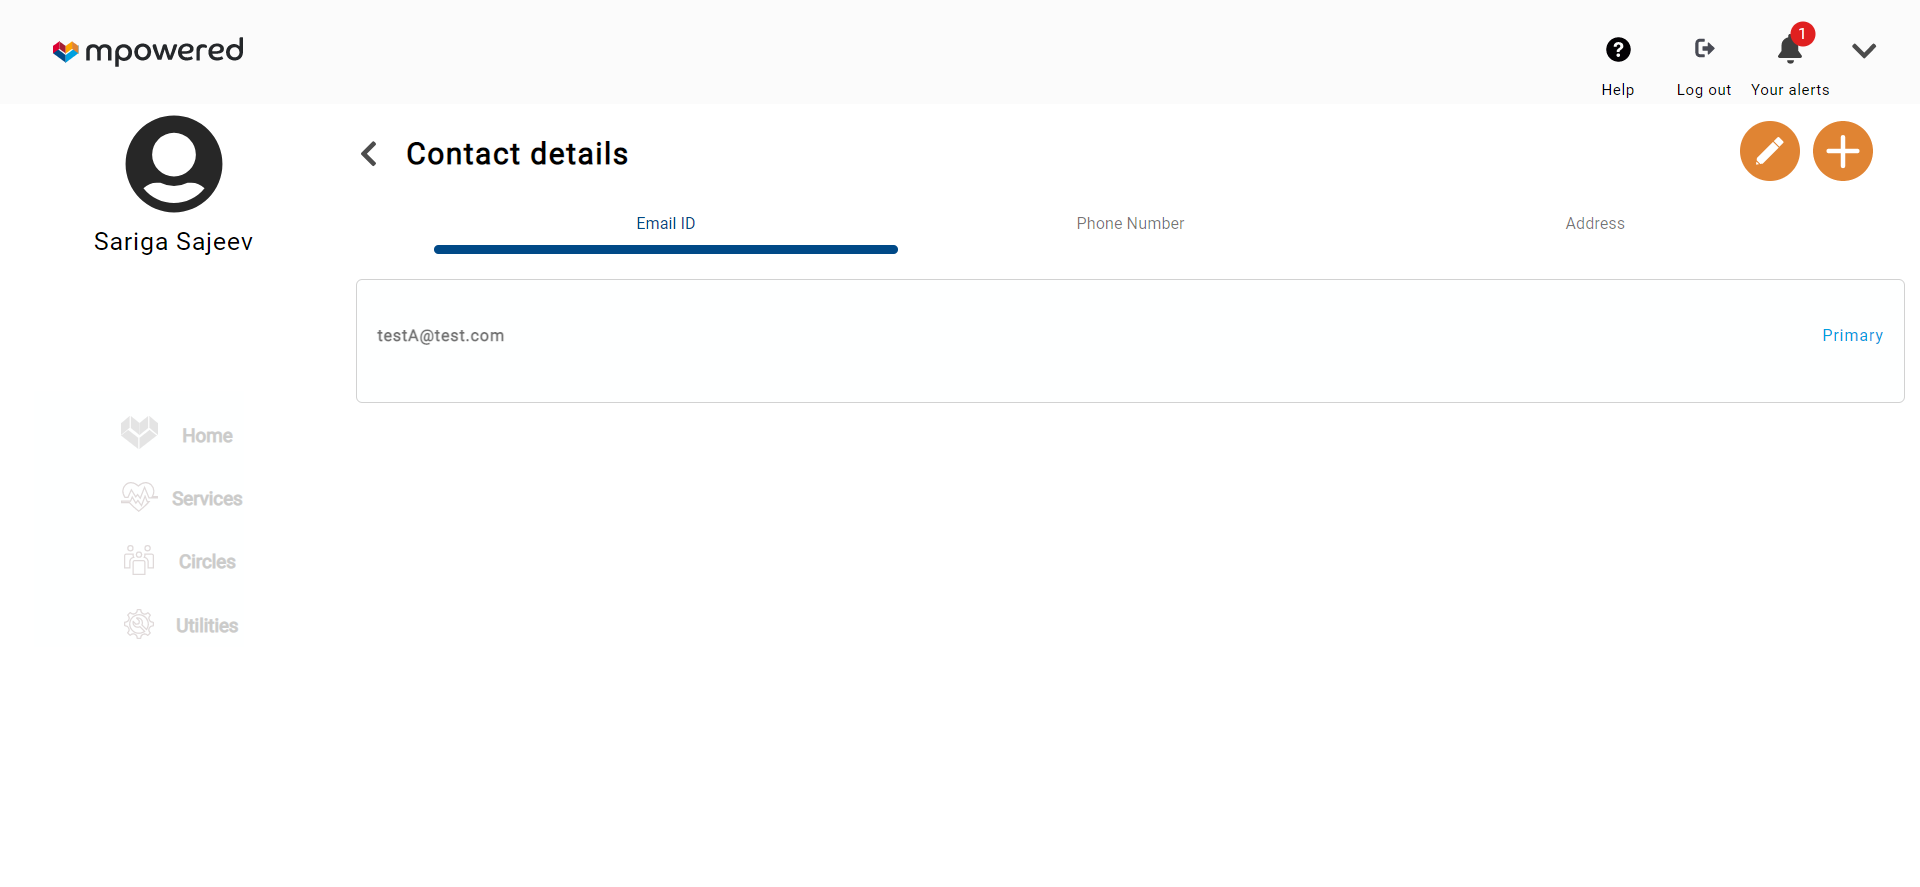 mpowered
1
Help
Log out
Your alerts
Sariga Sajeev
Contact details
Email ID
Phone Number
Address
testA@test.com
Primary
Home
Services
Circles
Utilities